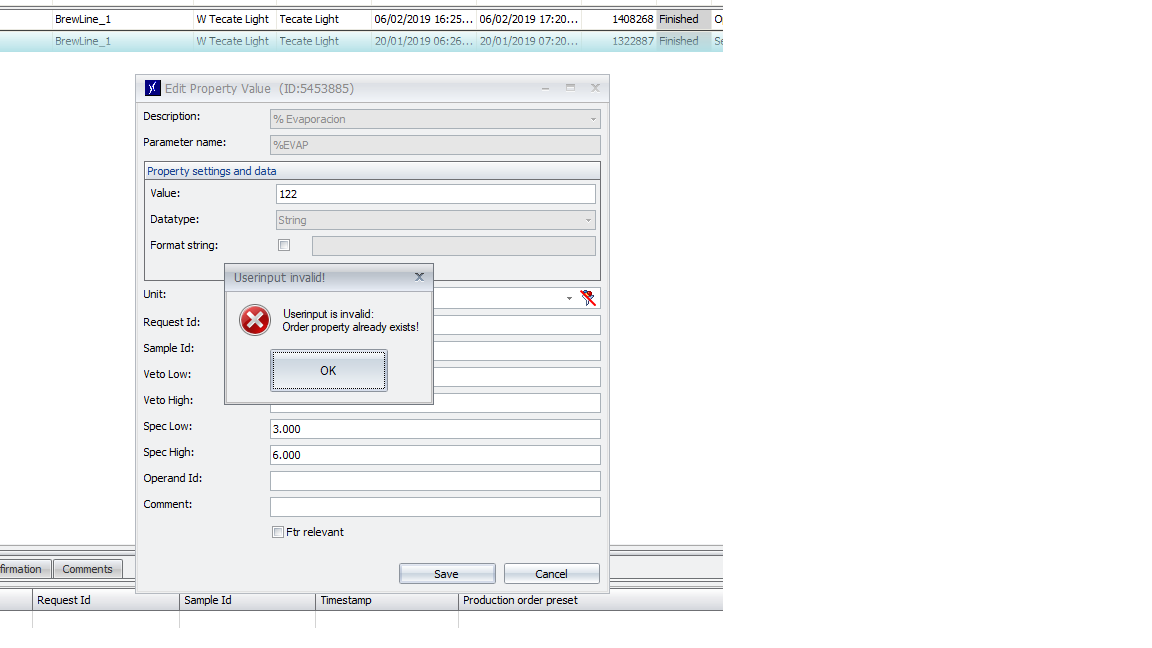 BrewLine_1 W Tecate Light Tecate Light 06/02/2019 16:25... 06/02/2019 17:20... 1408268 Finished
BrewLine_1 W Tecate Light Tecate Light 20/01/2019 06:26... 20/01/2019 07:20... 1322887 Finished
Edit Property Value (ID:5453885)
Description: % Evaporacion
Parameter name: %EVAP
Property settings and data
Value: 122
Datatype: String
Format string:
Userinput invalid!
Unit:
Userinput is invalid:
Order property already exists!
Request Id:
Sample Id:
OK
Veto Low:
Veto High:
Spec Low: 3.000
Spec High: 6.000
Operand Id:
Comment:
Ftr relevant
firmation Comments
Save Cancel
Request Id Sample Id Timestamp Production order preset